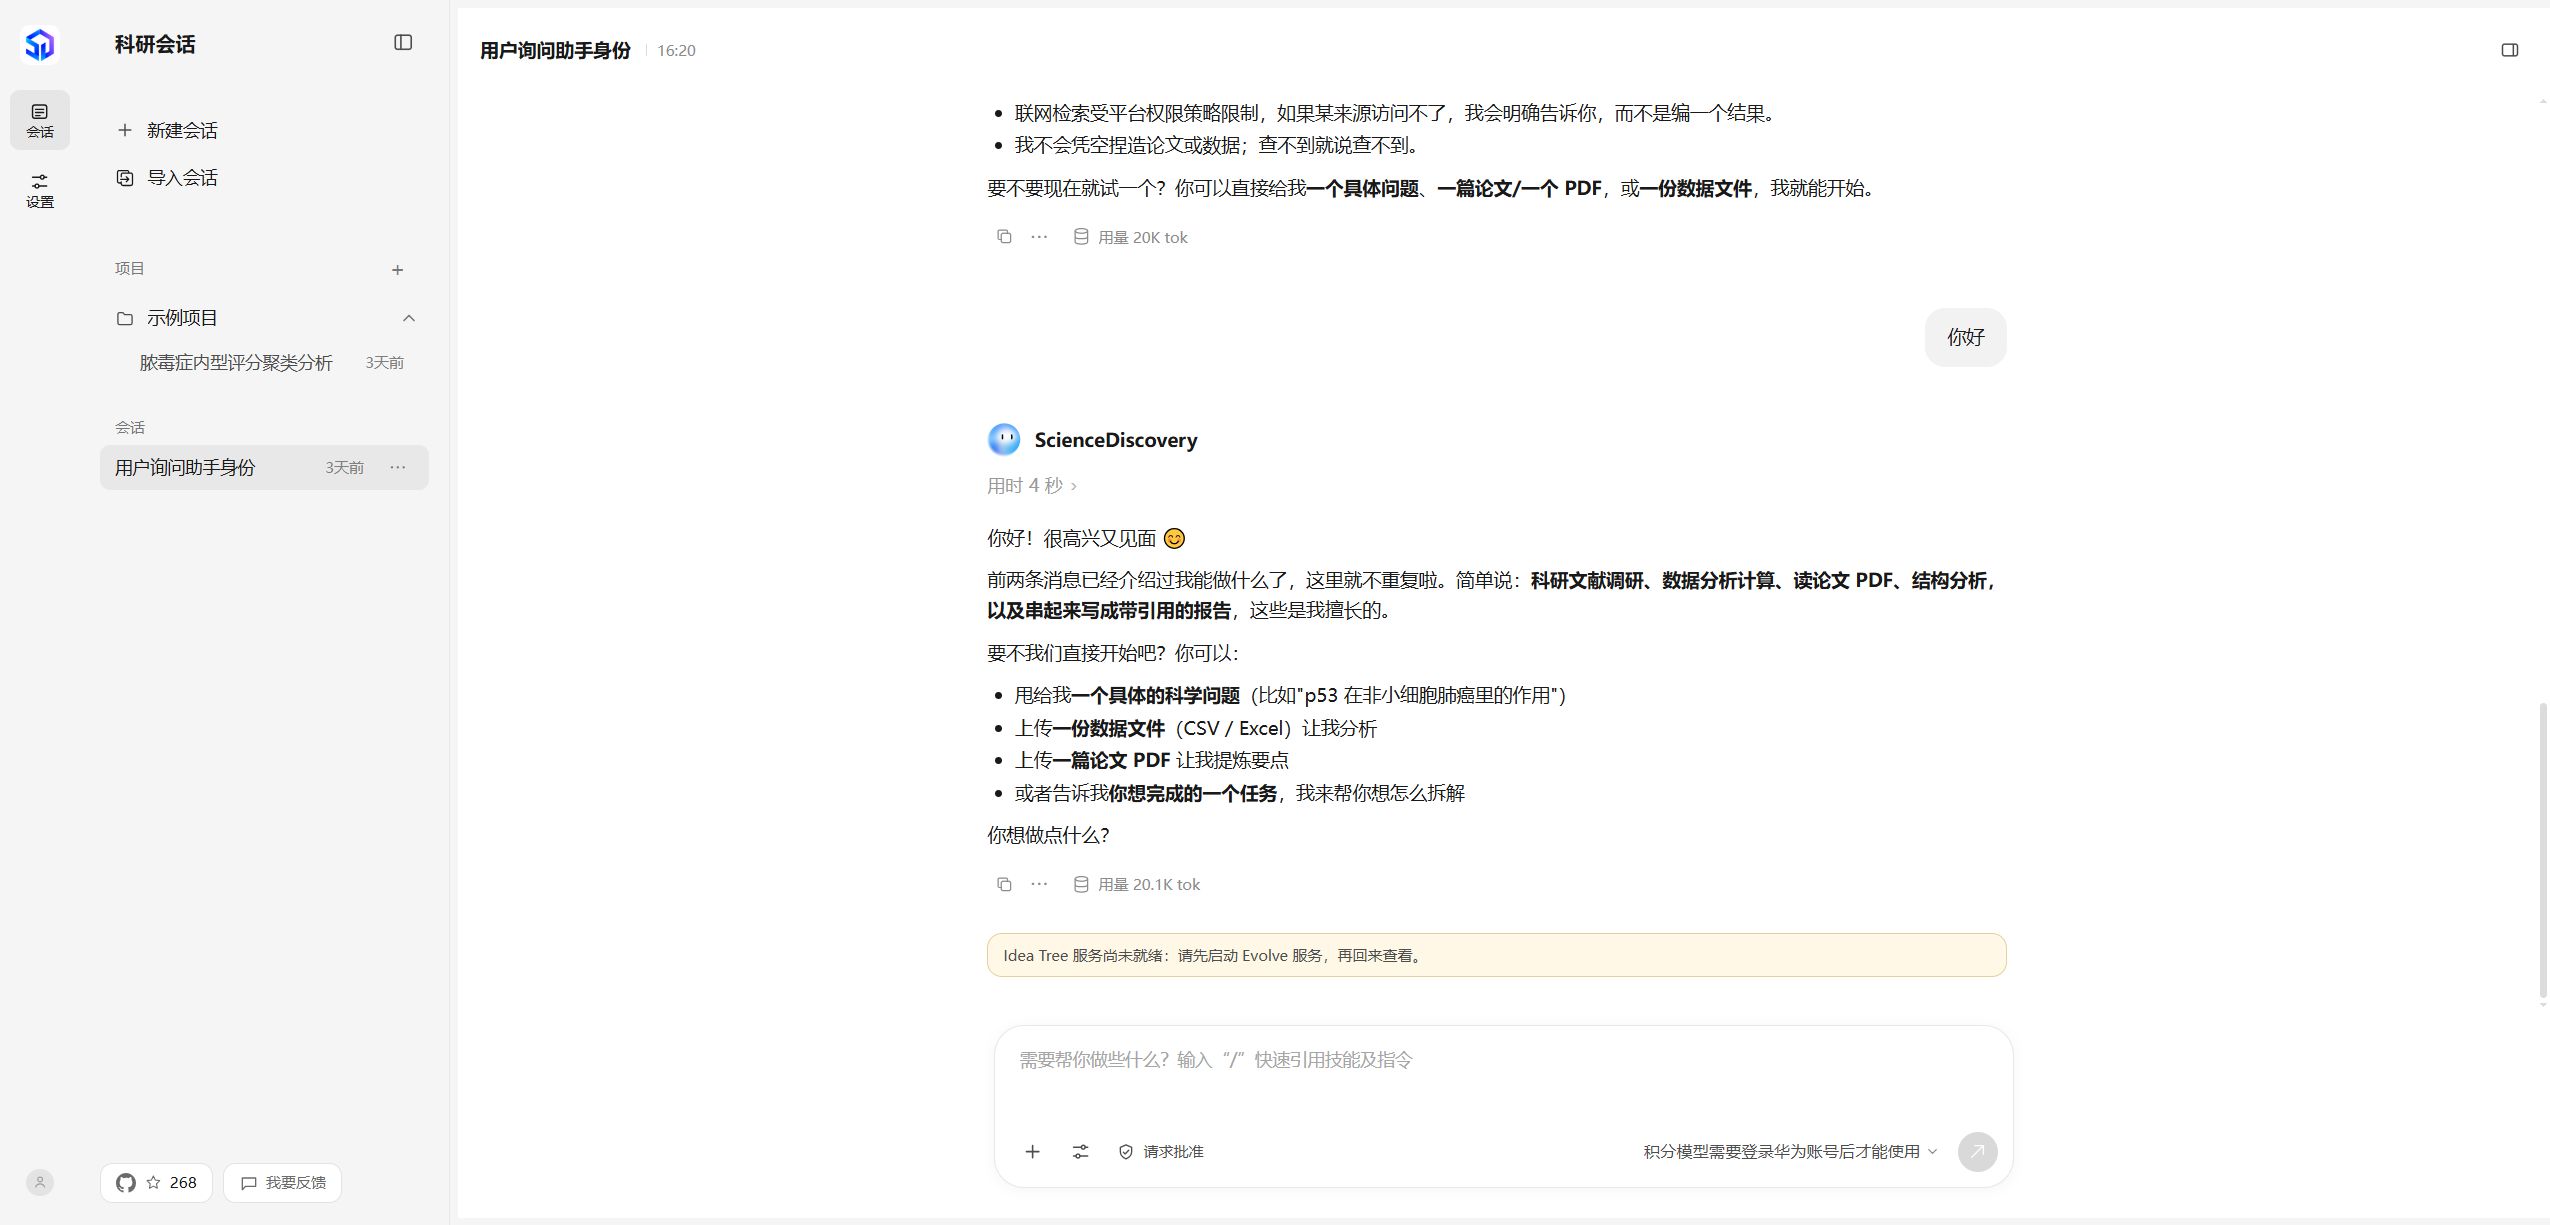 科研会话
会话
设置
新建会话
导入会话
项目
示例项目
脓毒症内型评分聚类分析 3天前
会话
用户询问助手身份 3天前
268
我要反馈
用户询问助手身份 16:20
联网检索受平台权限策略限制，如果某来源访问不了，我会明确告诉你，而不是编一个结果。
我不会凭空捏造论文或数据；查不到就说查不到。
要不要现在就试一个？你可以直接给我一个具体问题、一篇论文/一个 PDF，或一份数据文件，我就能开始。
用量 20K tok
你好
ScienceDiscovery
用时 4 秒
你好！很高兴又见面 😊
前两条消息已经介绍过我能做什么了，这里就不重复啦。简单说：科研文献调研、数据分析计算、读论文 PDF、结构分析，
以及串起来写成带引用的报告，这些是我擅长的。
要不我们直接开始吧？你可以：
甩给我一个具体的科学问题（比如"p53 在非小细胞肺癌里的作用"）
上传一份数据文件（CSV / Excel）让我分析
上传一篇论文 PDF 让我提炼要点
或者告诉我你想完成的一个任务，我来帮你想怎么拆解
你想做点什么？
用量 20.1K tok
Idea Tree 服务尚未就绪：请先启动 Evolve 服务，再回来查看。
需要帮你做些什么？输入“/”快速引用技能及指令
请求批准
积分模型需要登录华为账号后才能使用